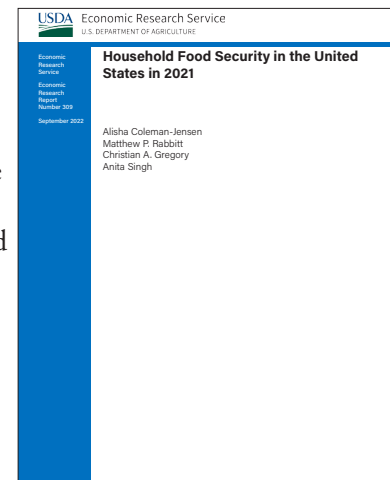 USDA Economic Research Service
U.S. DEPARTMENT OF AGRICULTURE
Economic
Research
Service
Economic
Research
Report
Number 309
September 2022
Household Food Security in the United
States in 2021
Alisha Coleman-Jensen
Matthew P. Rabbitt
Christian A. Gregory
Anita Singh